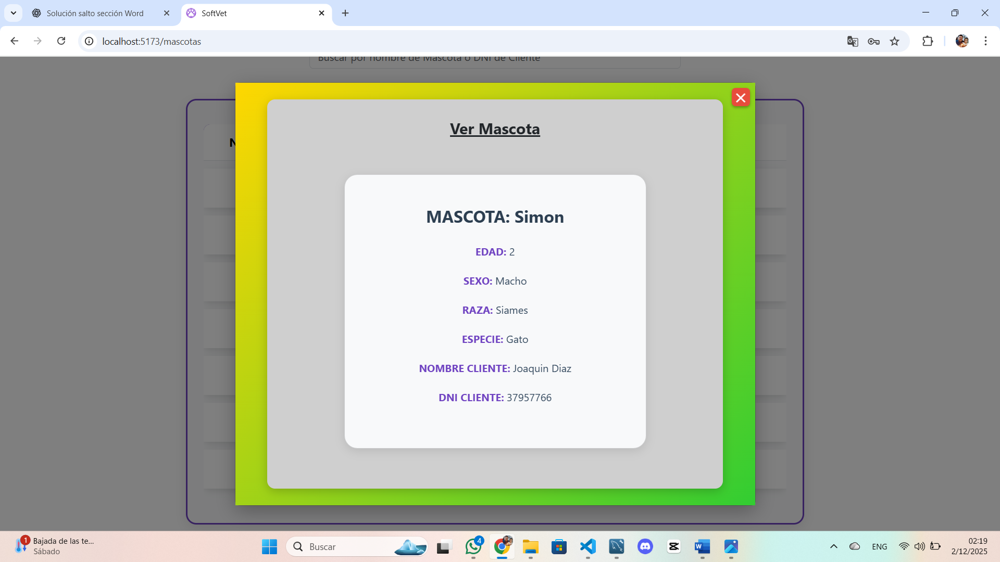 Solución salto sección Word
SoftVet
localhost:5173/mascotas
Buscar por nombre de Mascota o DNI de Cliente
N
Ver Mascota
MASCOTA: Simon
EDAD: 2
SEXO: Macho
RAZA: Siames
ESPECIE: Gato
NOMBRE CLIENTE: Joaquin Diaz
DNI CLIENTE: 37957766
1
Bajada de las te...
Sábado
Buscar
4
ENG
02:19
2/12/2025